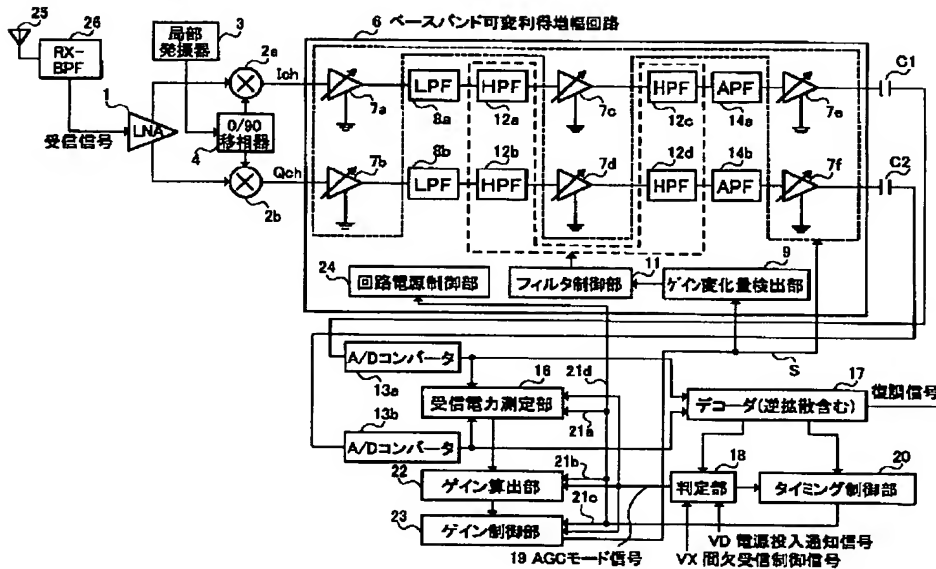 25
26
RX-
BPF
3
局部
発振器
6 ベースバンド可変利得増幅回路
2a
Ich
1
LNA
受信信号
0/90
移相器
4
2b
Qch
7a
LPF
8a
HPF
12a
7c
HPF
12c
APF
14a
7e
C1
7b
8b
LPF
12b
HPF
7d
12d
HPF
14b
APF
7f
C2
24
回路電源制御部
11
フィルタ制御部
9
ゲイン変化量検出部
S
A/Dコンバータ
13a
16
受信電力測定部
21d
21a
17
デコーダ(逆拡散含む)
復調信号
13b
A/Dコンバータ
22
ゲイン算出部
21b
21c
18
判定部
20
タイミング制御部
23
ゲイン制御部
VD 電源投入通知信号
VX 間欠受信制御信号
19 AGCモード信号